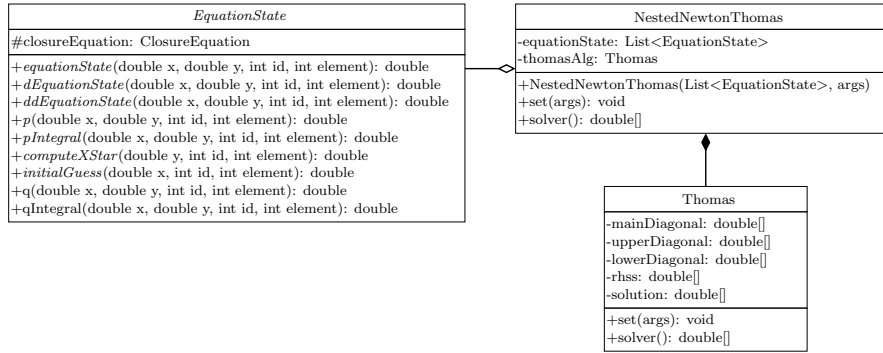 EquationState
#closureEquation: ClosureEquation
+equationState(double x, double y, int id, int element): double
+dEquationState(double x, double y, int id, int element): double
+ddEquationState(double x, double y, int id, int element): double
+p(double x, double y, int id, int element): double
+pIntegral(double x, double y, int id, int element): double
+computeXStar(double y, int id, int element): double
+initialGuess(double x, int id, int element): double
+q(double x, double y, int id, int element): double
+qIntegral(double x, double y, int id, int element): double
NestedNewtonThomas
-equationState: List<EquationState>
-thomasAlg: Thomas
+NestedNewtonThomas(List<EquationState>, args)
+set(args): void
+solver(): double[]
Thomas
-mainDiagonal: double[]
-upperDiagonal: double[]
-lowerDiagonal: double[]
-rhss: double[]
-solution: double[]
+set(args): void
+solver(): double[]